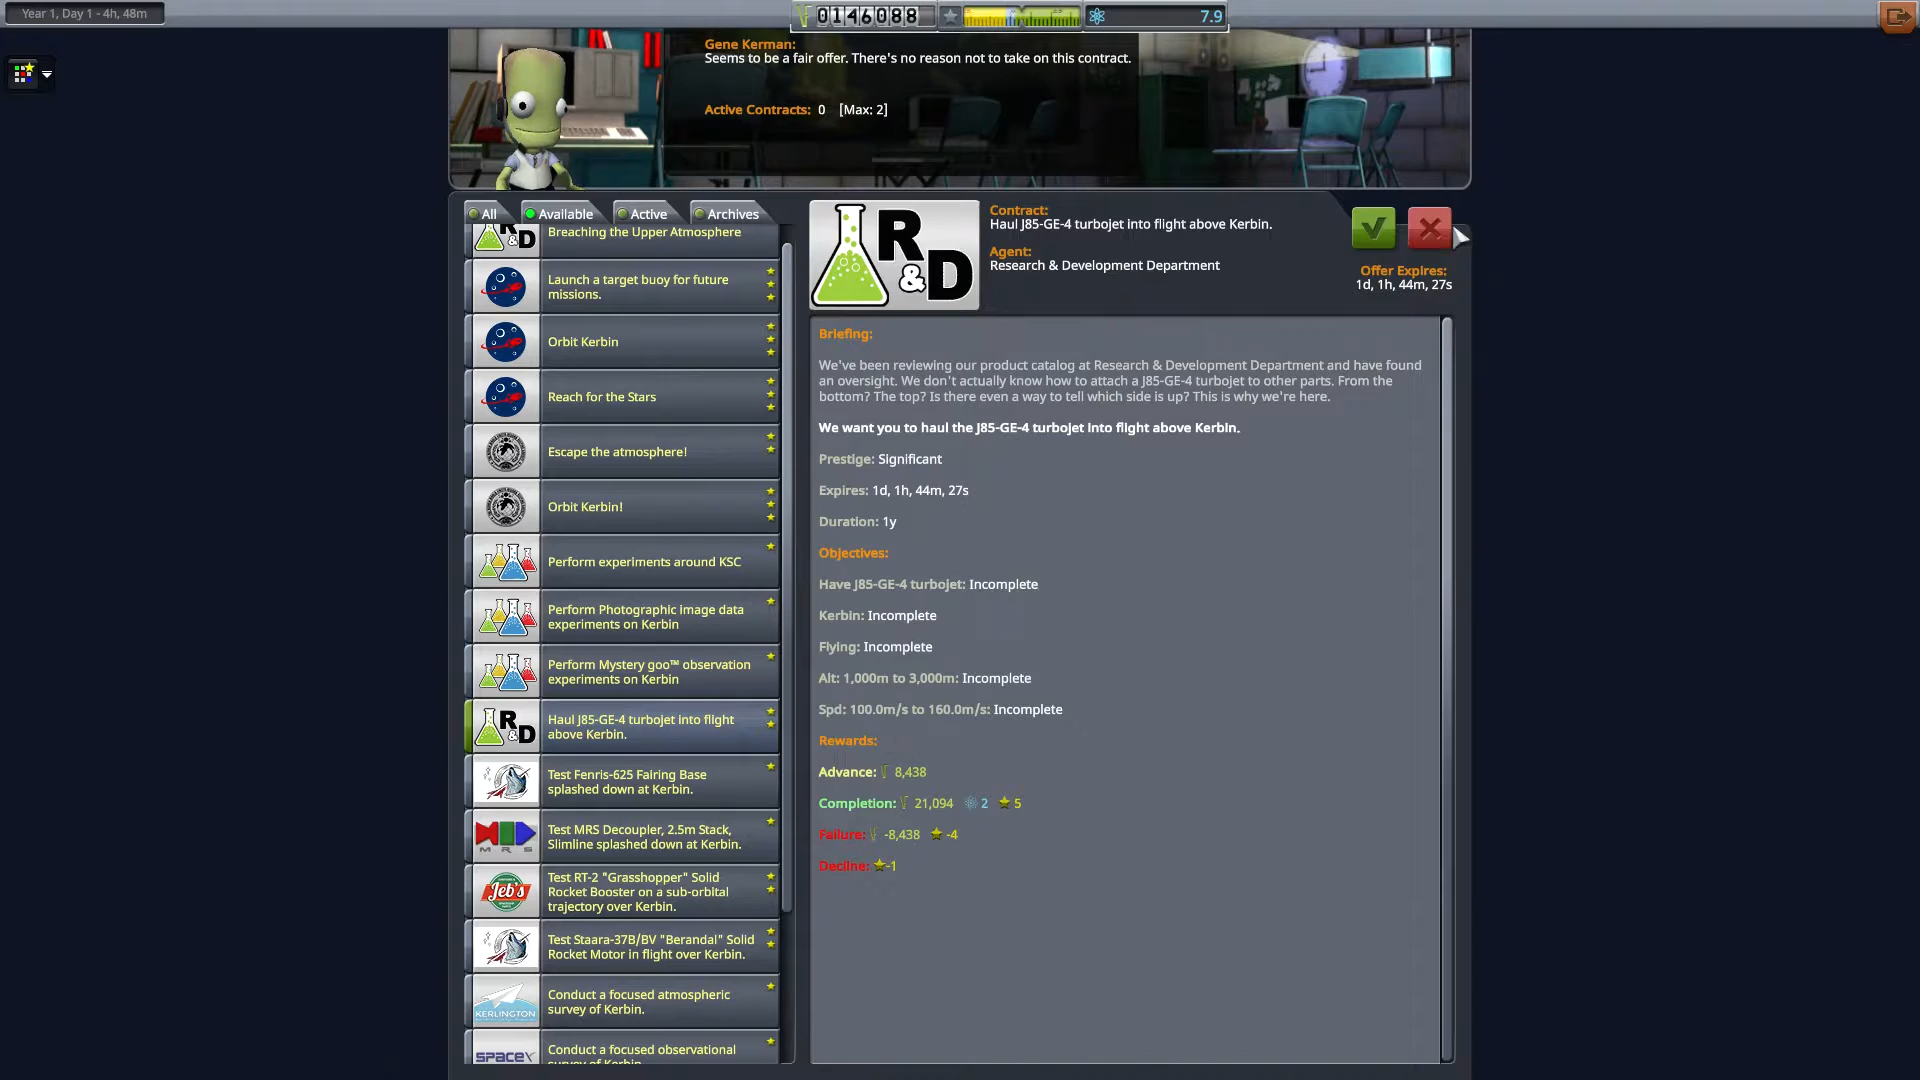 Year 1, Day 1 - 4h, 48m
0146088
7.9
Gene Kerman:
Seems to be a fair offer. There's no reason not to take on this contract.
Active Contracts: 0 [Max: 2]
All
Available
Active
Archives
R&D
Breaching the Upper Atmosphere
Launch a target buoy for future
missions.
Orbit Kerbin
Reach for the Stars
Escape the atmosphere!
Orbit Kerbin!
Perform experiments around KSC
Perform Photographic image data
experiments on Kerbin
Perform Mystery goo™ observation
experiments on Kerbin
R&D
Haul J85-GE-4 turbojet into flight
above Kerbin.
Test Fenris-625 Fairing Base
splashed down at Kerbin.
MRS
Test MRS Decoupler, 2.5m Stack,
Slimline splashed down at Kerbin.
Jeb's
Test RT-2 "Grasshopper" Solid
Rocket Booster on a sub-orbital
trajectory over Kerbin.
Test Staara-37B/BV "Berandal" Solid
Rocket Motor in flight over Kerbin.
KERLINGTON
Conduct a focused atmospheric
survey of Kerbin.
SPACEX
Conduct a focused observational
survey of Kerbin.
R&D
Contract:
Haul J85-GE-4 turbojet into flight above Kerbin.
Agent:
Research & Development Department
Offer Expires:
1d, 1h, 44m, 27s
Briefing:
We've been reviewing our product catalog at Research & Development Department and have found
an oversight. We don't actually know how to attach a J85-GE-4 turbojet to other parts. From the
bottom? The top? Is there even a way to tell which side is up? This is why we're here.
We want you to haul the J85-GE-4 turbojet into flight above Kerbin.
Prestige: Significant
Expires: 1d, 1h, 44m, 27s
Duration: 1y
Objectives:
Have J85-GE-4 turbojet: Incomplete
Kerbin: Incomplete
Flying: Incomplete
Alt: 1,000m to 3,000m: Incomplete
Spd: 100.0m/s to 160.0m/s: Incomplete
Rewards:
Advance: 8,438
Completion: 21,094 2 5
Failure: -8,438 -4
Decline: -1